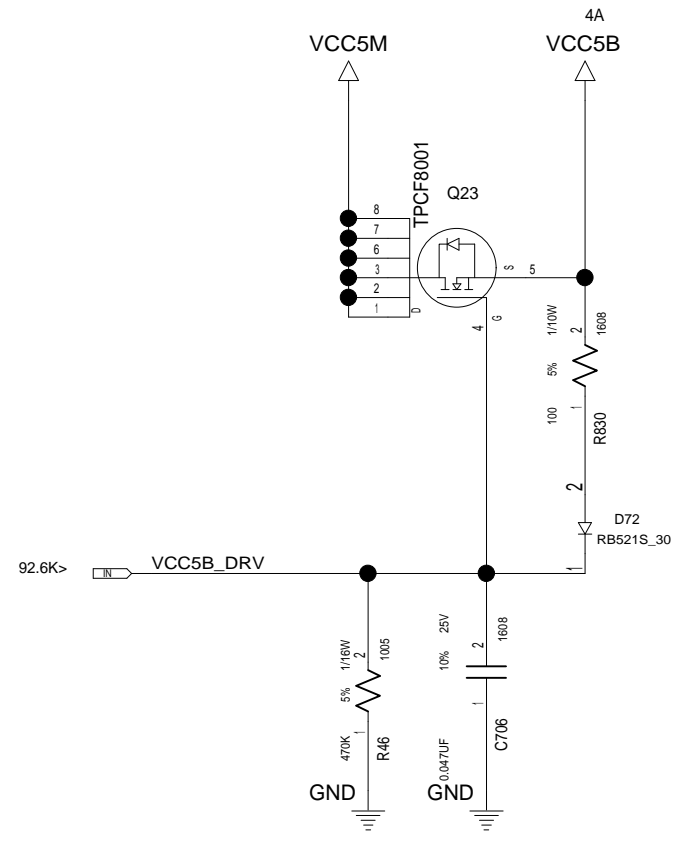 4A
VCC5M
VCC5B
TPCF8001
Q23
8
7
6
3
2
1
D
S
5
G
4
1/10W
2
1608
5%
100
1
R830
2
D72
RB521S_30
1
92.6K>
IN
VCC5B_DRV
1/16W
2
1005
5%
470K
1
R46
25V
2
1608
10%
0.047UF
1
C706
GND
GND